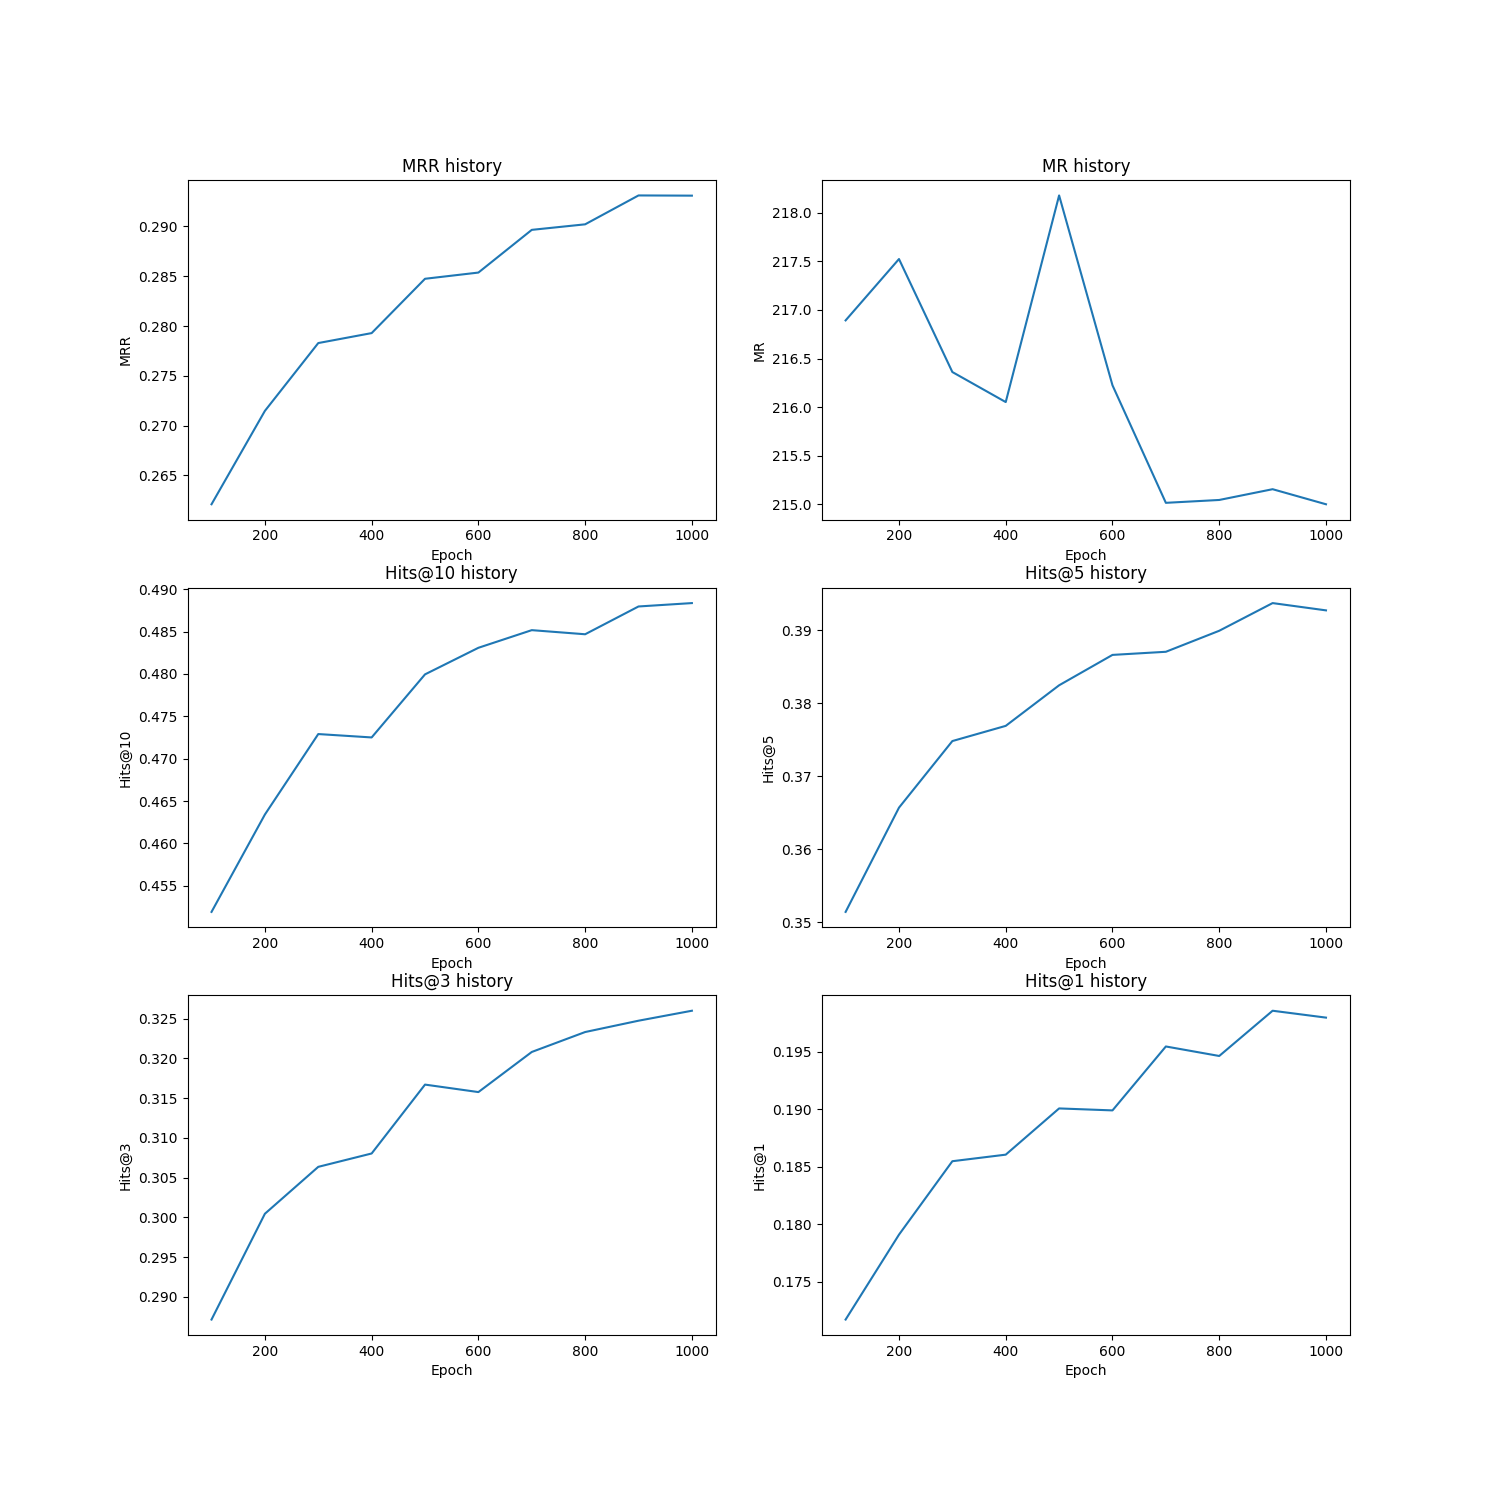 MRR history
MRR
0.290
0.285
0.280
0.275
0.270
0.265
200 400 600 800 1000
Epoch
MR history
MR
218.0
217.5
217.0
216.5
216.0
215.5
215.0
200 400 600 800 1000
Epoch
Hits@10 history
Hits@10
0.490
0.485
0.480
0.475
0.470
0.465
0.460
0.455
200 400 600 800 1000
Epoch
Hits@5 history
Hits@5
0.39
0.38
0.37
0.36
0.35
200 400 600 800 1000
Epoch
Hits@3 history
Hits@3
0.325
0.320
0.315
0.310
0.305
0.300
0.295
0.290
200 400 600 800 1000
Epoch
Hits@1 history
Hits@1
0.195
0.190
0.185
0.180
0.175
200 400 600 800 1000
Epoch